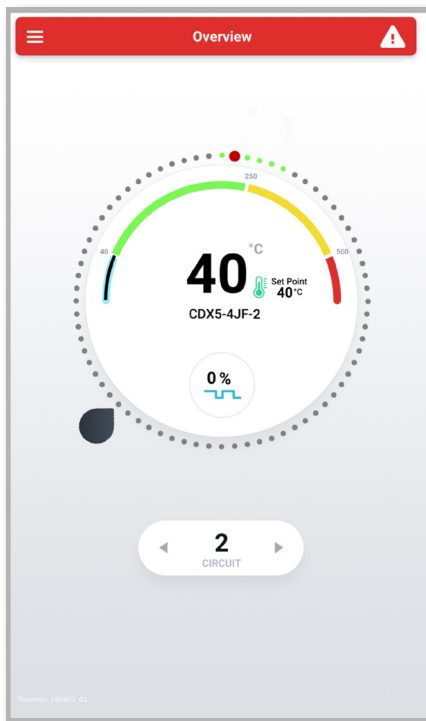 Overview
250
40
500
°C
40
Set Point
40°C
CDX5-4JF-2
0 %
2
CIRCUIT